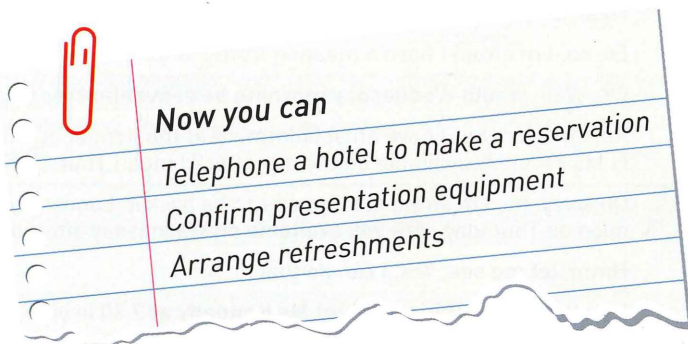 Now you can
Telephone a hotel to make a reservation
Confirm presentation equipment
Arrange refreshments